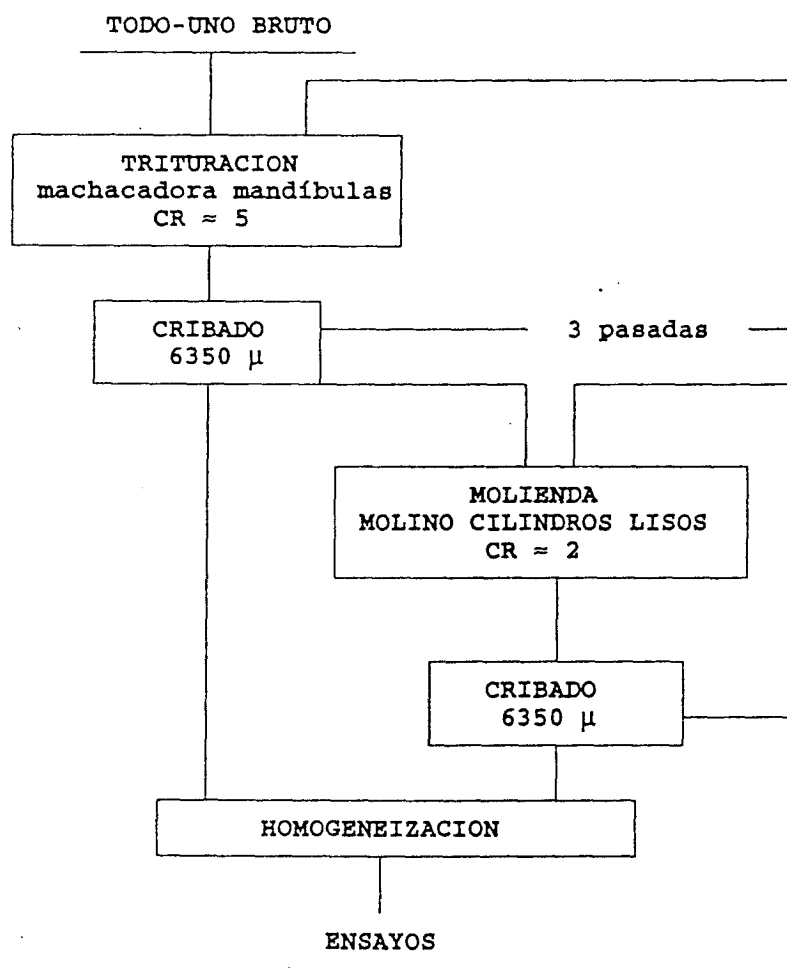 TODO-UNO BRUTO
TRITURACION
machacadora mandíbulas
CR ≈ 5
CRIBADO
6350 μ
3 pasadas
MOLIENDA
MOLINO CILINDROS LISOS
CR ≈ 2
CRIBADO
6350 μ
HOMOGENEIZACION
ENSAYOS